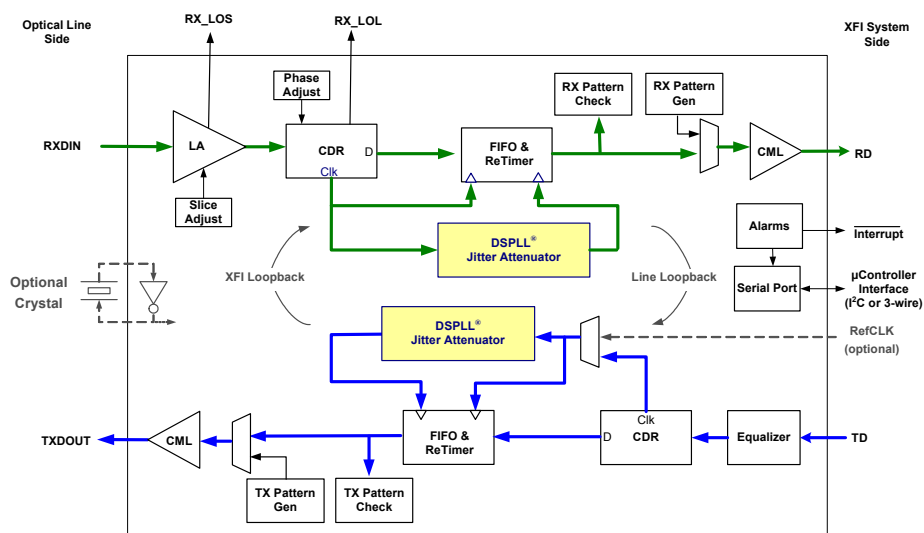 Optical Line
Side
RX_LOS
RX_LOL
XFI System
Side
Phase
Adjust
RX Pattern
Check
RX Pattern
Gen
RXDIN
LA
CDR
D
Clk
FIFO &
ReTimer
CML
RD
Slice
Adjust
DSPLL®
Jitter Attenuator
Alarms
Interrupt
XFI Loopback
Line Loopback
Optional
Crystal
Serial Port
µController
Interface
(I²C or 3-wire)
DSPLL®
Jitter Attenuator
RefCLK
(optional)
TXDOUT
CML
FIFO &
ReTimer
D
Clk
CDR
Equalizer
TD
TX Pattern
Gen
TX Pattern
Check